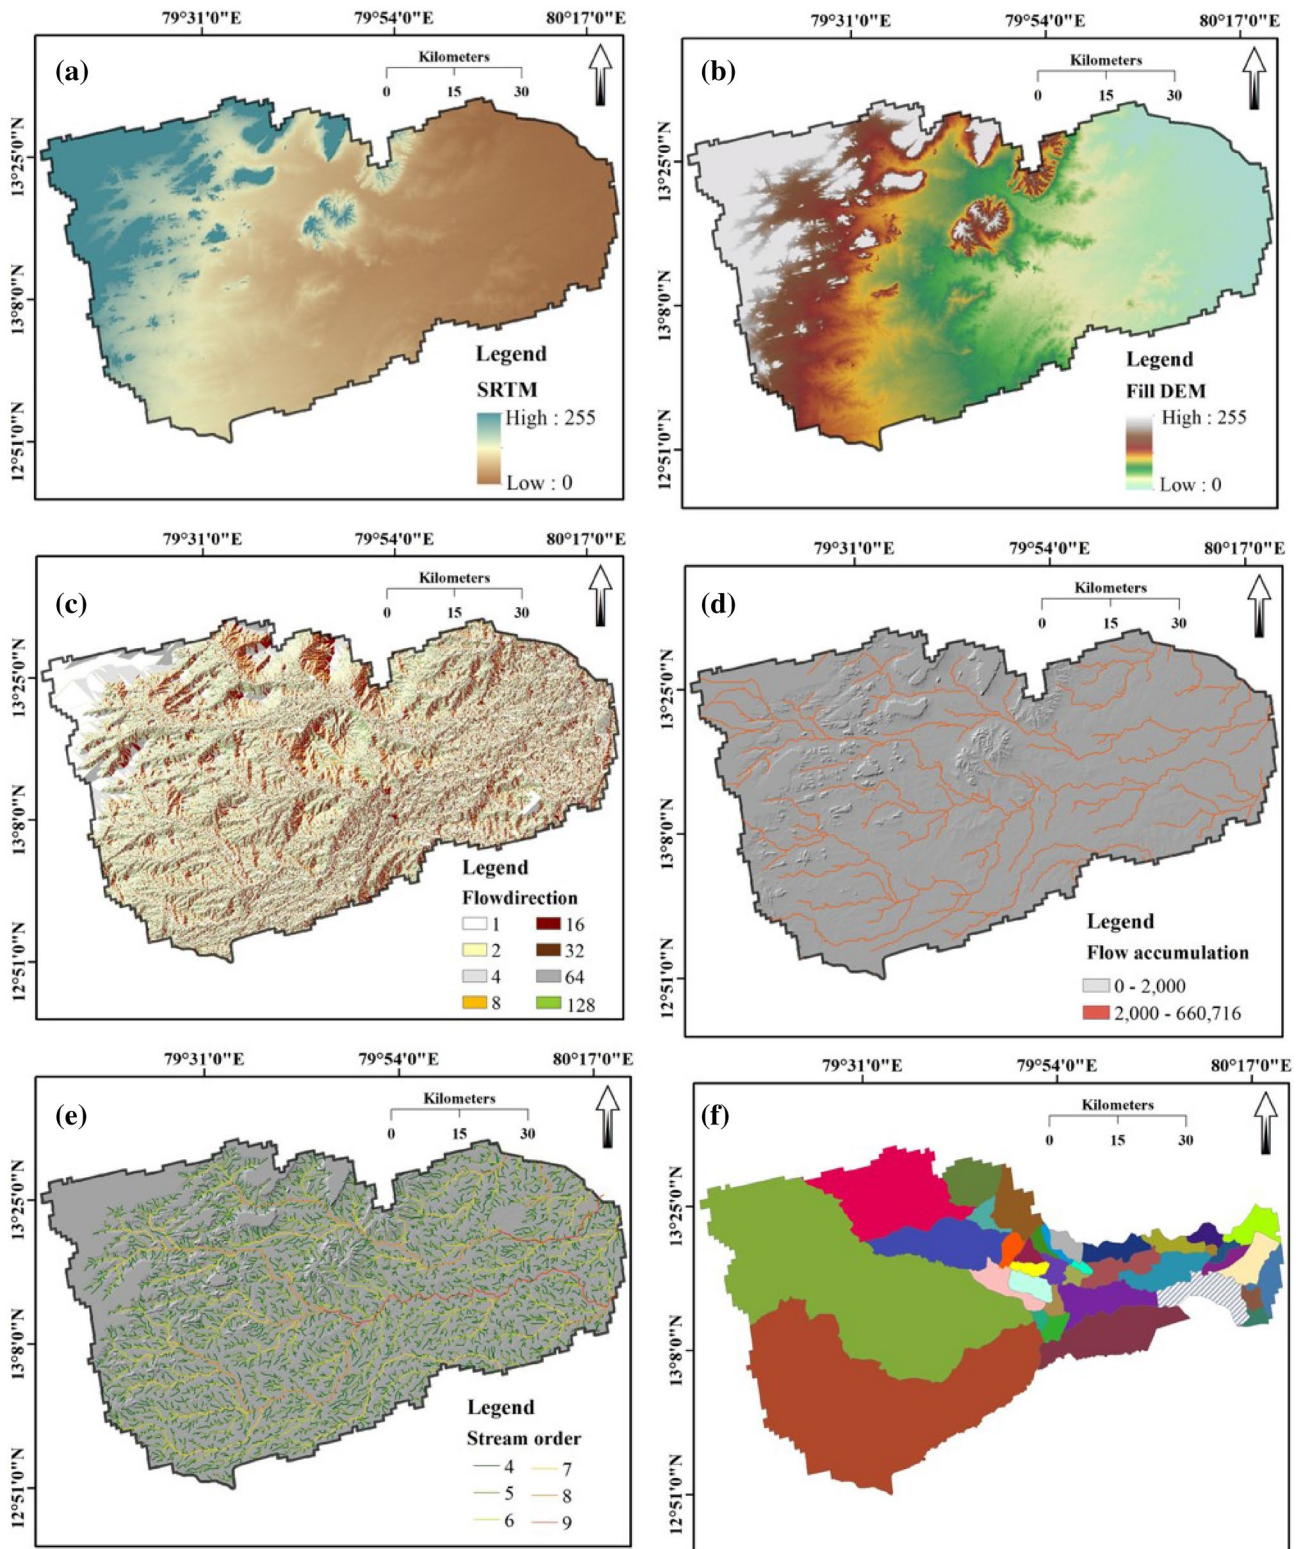 79°31'0"E 79°54'0"E 80°17'0"E
(a)
Kilometers
0 15 30
13°25'0"N
13°8'0"N
12°51'0"N
Legend
SRTM
High : 255
Low : 0
79°31'0"E 79°54'0"E 80°17'0"E
(b)
Kilometers
0 15 30
13°25'0"N
13°8'0"N
12°51'0"N
Legend
Fill DEM
High : 255
Low : 0
79°31'0"E 79°54'0"E 80°17'0"E
(c)
Kilometers
0 15 30
13°25'0"N
13°8'0"N
12°51'0"N
Legend
Flowdirection
1 16
2 32
4 64
8 128
79°31'0"E 79°54'0"E 80°17'0"E
(d)
Kilometers
0 15 30
13°25'0"N
13°8'0"N
12°51'0"N
Legend
Flow accumulation
0 - 2,000
2,000 - 660,716
79°31'0"E 79°54'0"E 80°17'0"E
(e)
Kilometers
0 15 30
13°25'0"N
13°8'0"N
12°51'0"N
Legend
Stream order
4 7
5 8
6 9
79°31'0"E 79°54'0"E 80°17'0"E
(f)
Kilometers
0 15 30
13°25'0"N
13°8'0"N
12°51'0"N